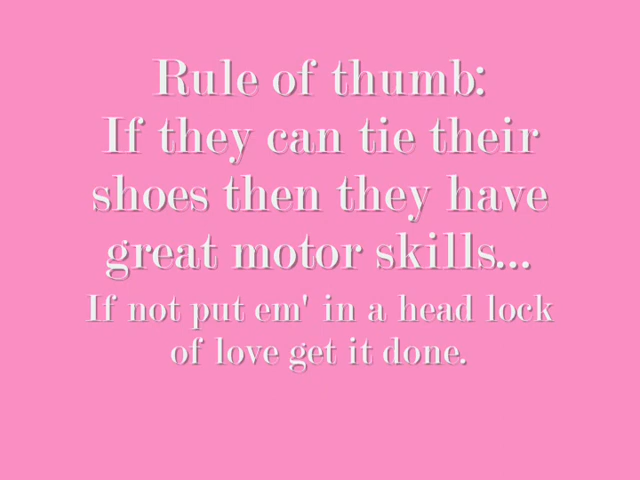 Rule of thumb:
If they can tie their
shoes then they have
great motor skills...
If not put em' in a head lock
of love get it done.